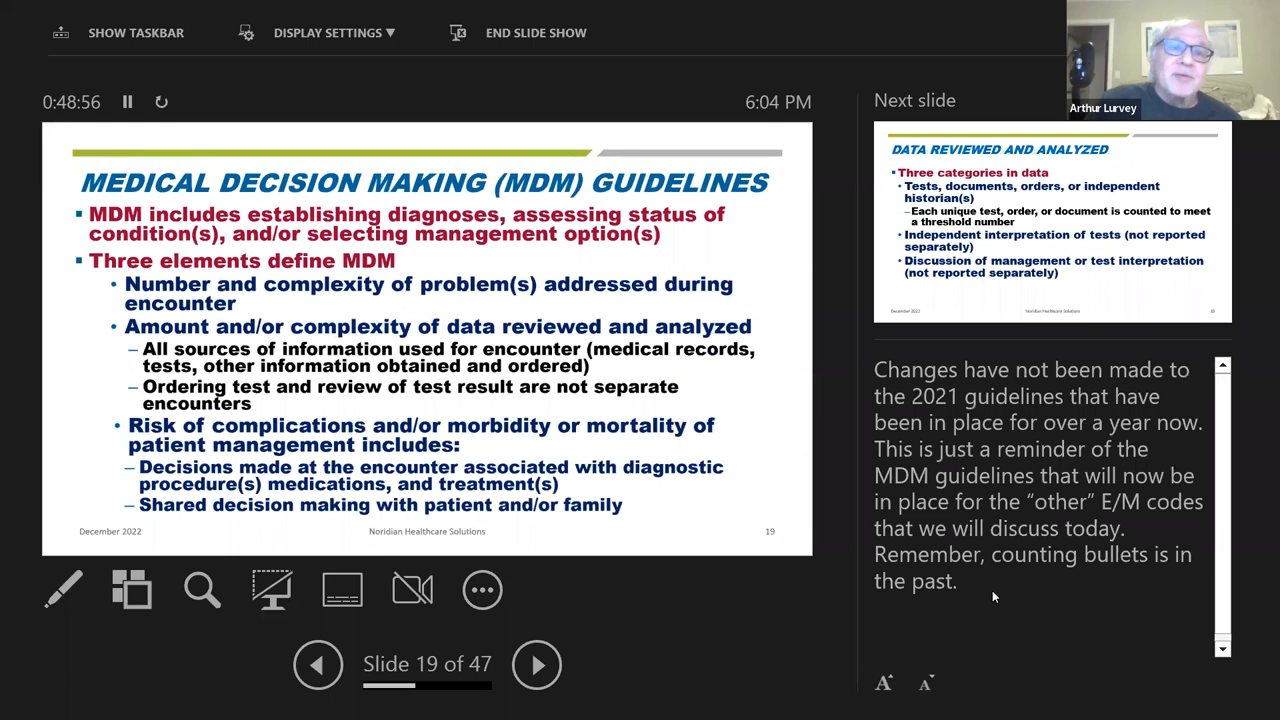 SHOW TASKBAR
DISPLAY SETTINGS ▼
END SLIDE SHOW
Arthur Lurvey
0:48:56
6:04 PM
MEDICAL DECISION MAKING (MDM) GUIDELINES
▪ MDM includes establishing diagnoses, assessing status of
condition(s), and/or selecting management option(s)
▪ Three elements define MDM
• Number and complexity of problem(s) addressed during
encounter
• Amount and/or complexity of data reviewed and analyzed
– All sources of information used for encounter (medical records,
tests, other information obtained and ordered)
– Ordering test and review of test result are not separate
encounters
• Risk of complications and/or morbidity or mortality of
patient management includes:
– Decisions made at the encounter associated with diagnostic
procedure(s) medications, and treatment(s)
– Shared decision making with patient and/or family
December 2022
Noridian Healthcare Solutions
19
Slide 19 of 47
Next slide
DATA REVIEWED AND ANALYZED
▪ Three categories in data
• Tests, documents, orders, or independent
historian(s)
– Each unique test, order, or document is counted to meet
a threshold number
• Independent interpretation of tests (not reported
separately)
• Discussion of management or test interpretation
(not reported separately)
December 2022
Noridian Healthcare Solutions
20
Changes have not been made to
the 2021 guidelines that have
been in place for over a year now.
This is just a reminder of the
MDM guidelines that will now be
in place for the “other” E/M codes
that we will discuss today.
Remember, counting bullets is in
the past.
A
A